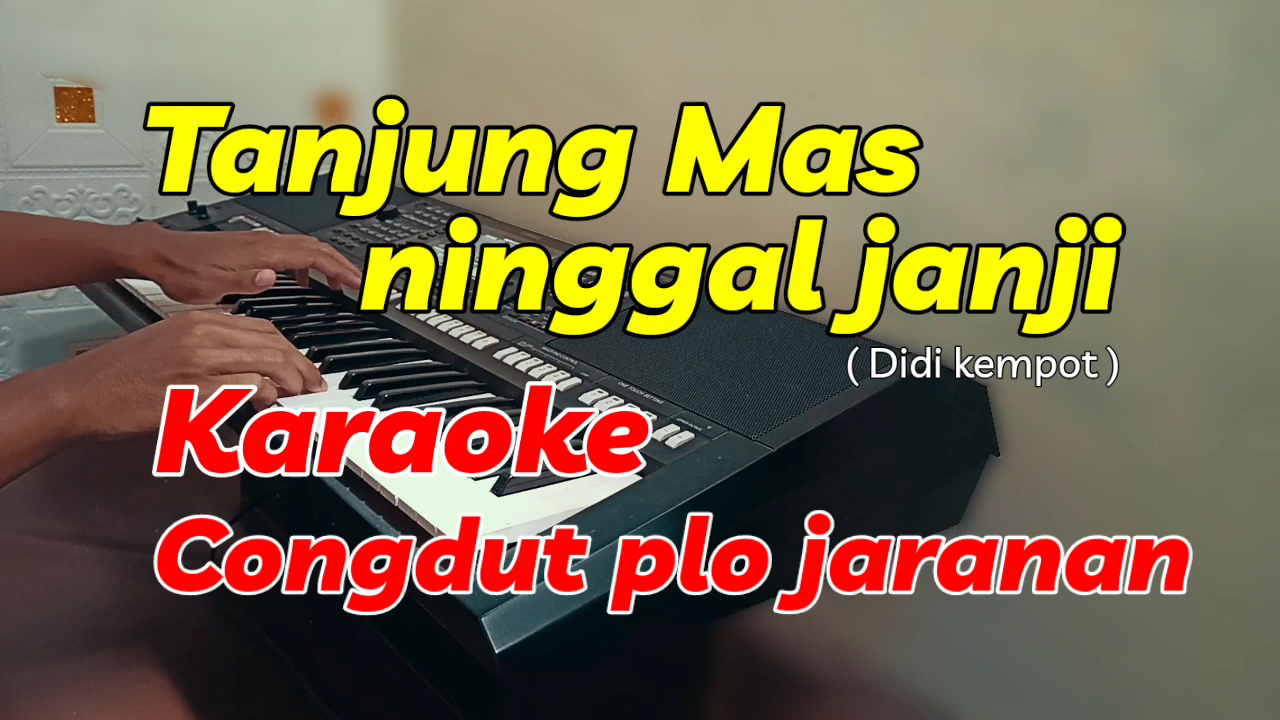 Tanjung Mas
ninggal janji
( Didi kempot )
Karaoke
Congdut plo jaranan